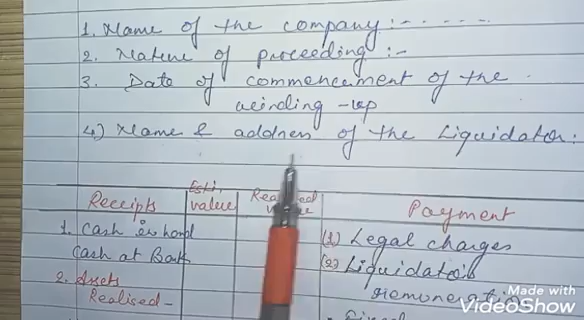 1. Name of the company :- - - - - -
2. Nature of proceeding :-
3. Date of commencement of the
winding - up
4) Name & address of the Liquidator :
Receipts Esti. value Realised value Payment
1. Cash in hand (1) Legal charges
Cash at Bank (2) Liquidator's
2. Assets remuneration
Realised -
Made with
VideoShow